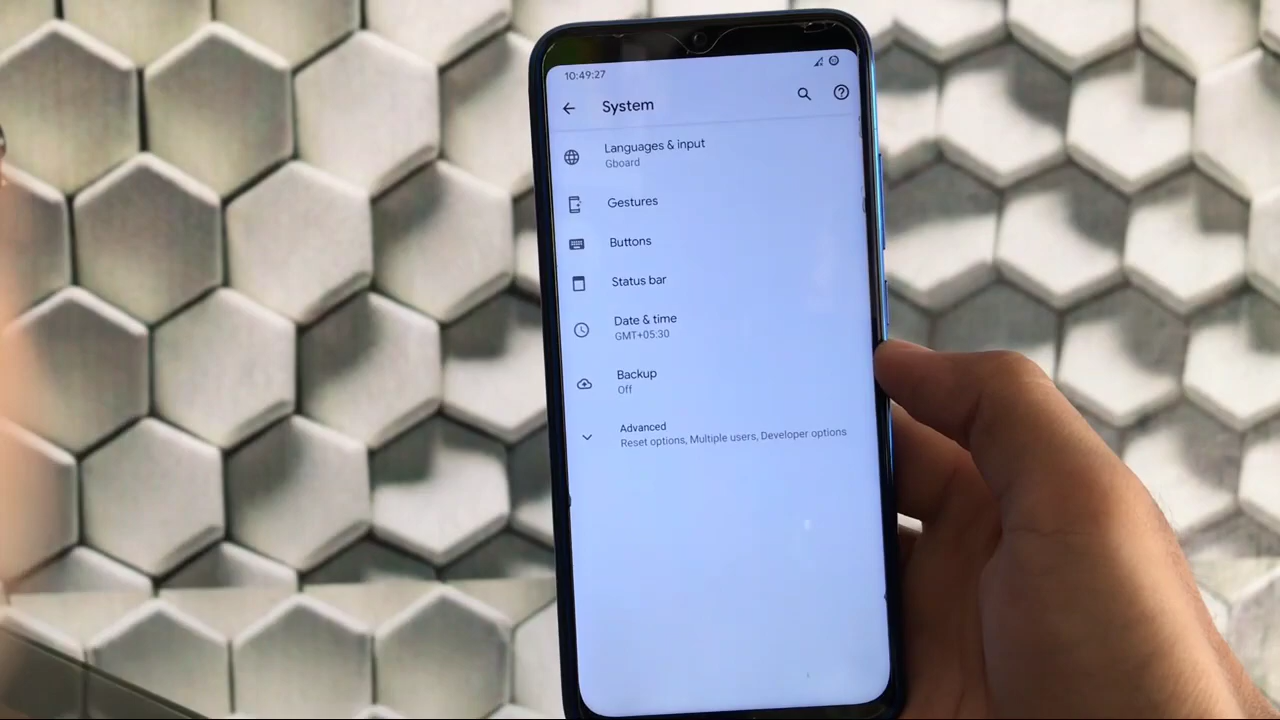 10:49:27
System
Languages & input
Gboard
Gestures
Buttons
Status bar
Date & time
GMT+05:30
Backup
Off
Advanced
Reset options, Multiple users, Developer options